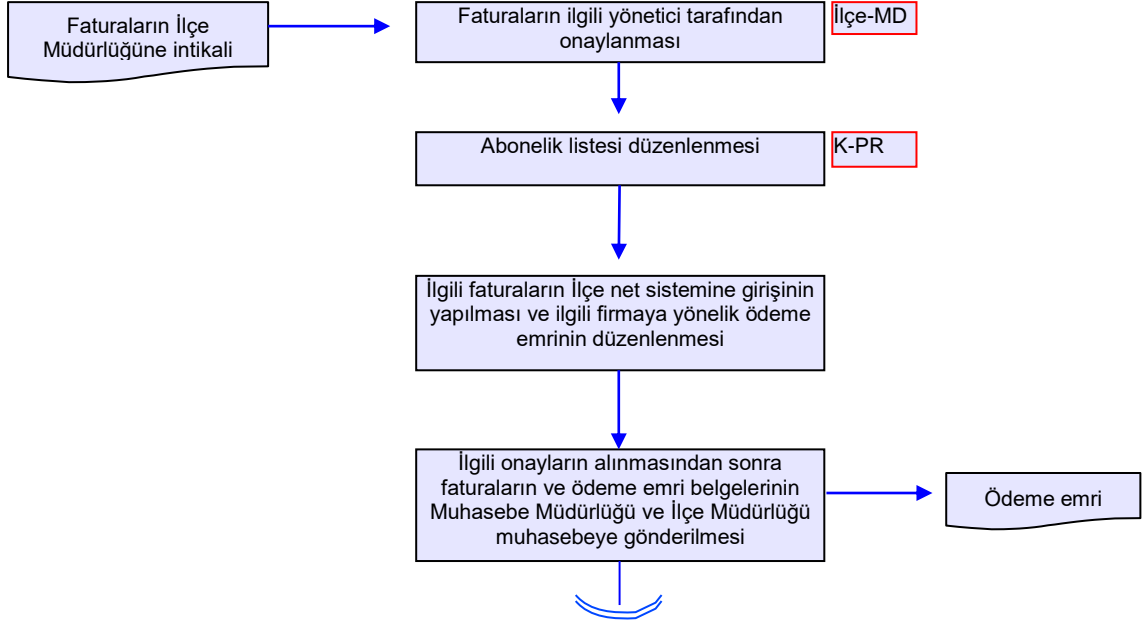 Faturaların İlçe
Müdürlüğüne intikali
Faturaların ilgili yönetici tarafından
onaylanması
İlçe-MD
Abonelik listesi düzenlenmesi
K-PR
İlgili faturaların İlçe net sistemine girişinin
yapılması ve ilgili firmaya yönelik ödeme
emrinin düzenlenmesi
İlgili onayların alınmasından sonra
faturaların ve ödeme emri belgelerinin
Muhasebe Müdürlüğü ve İlçe Müdürlüğü
muhasebeye gönderilmesi
Ödeme emri